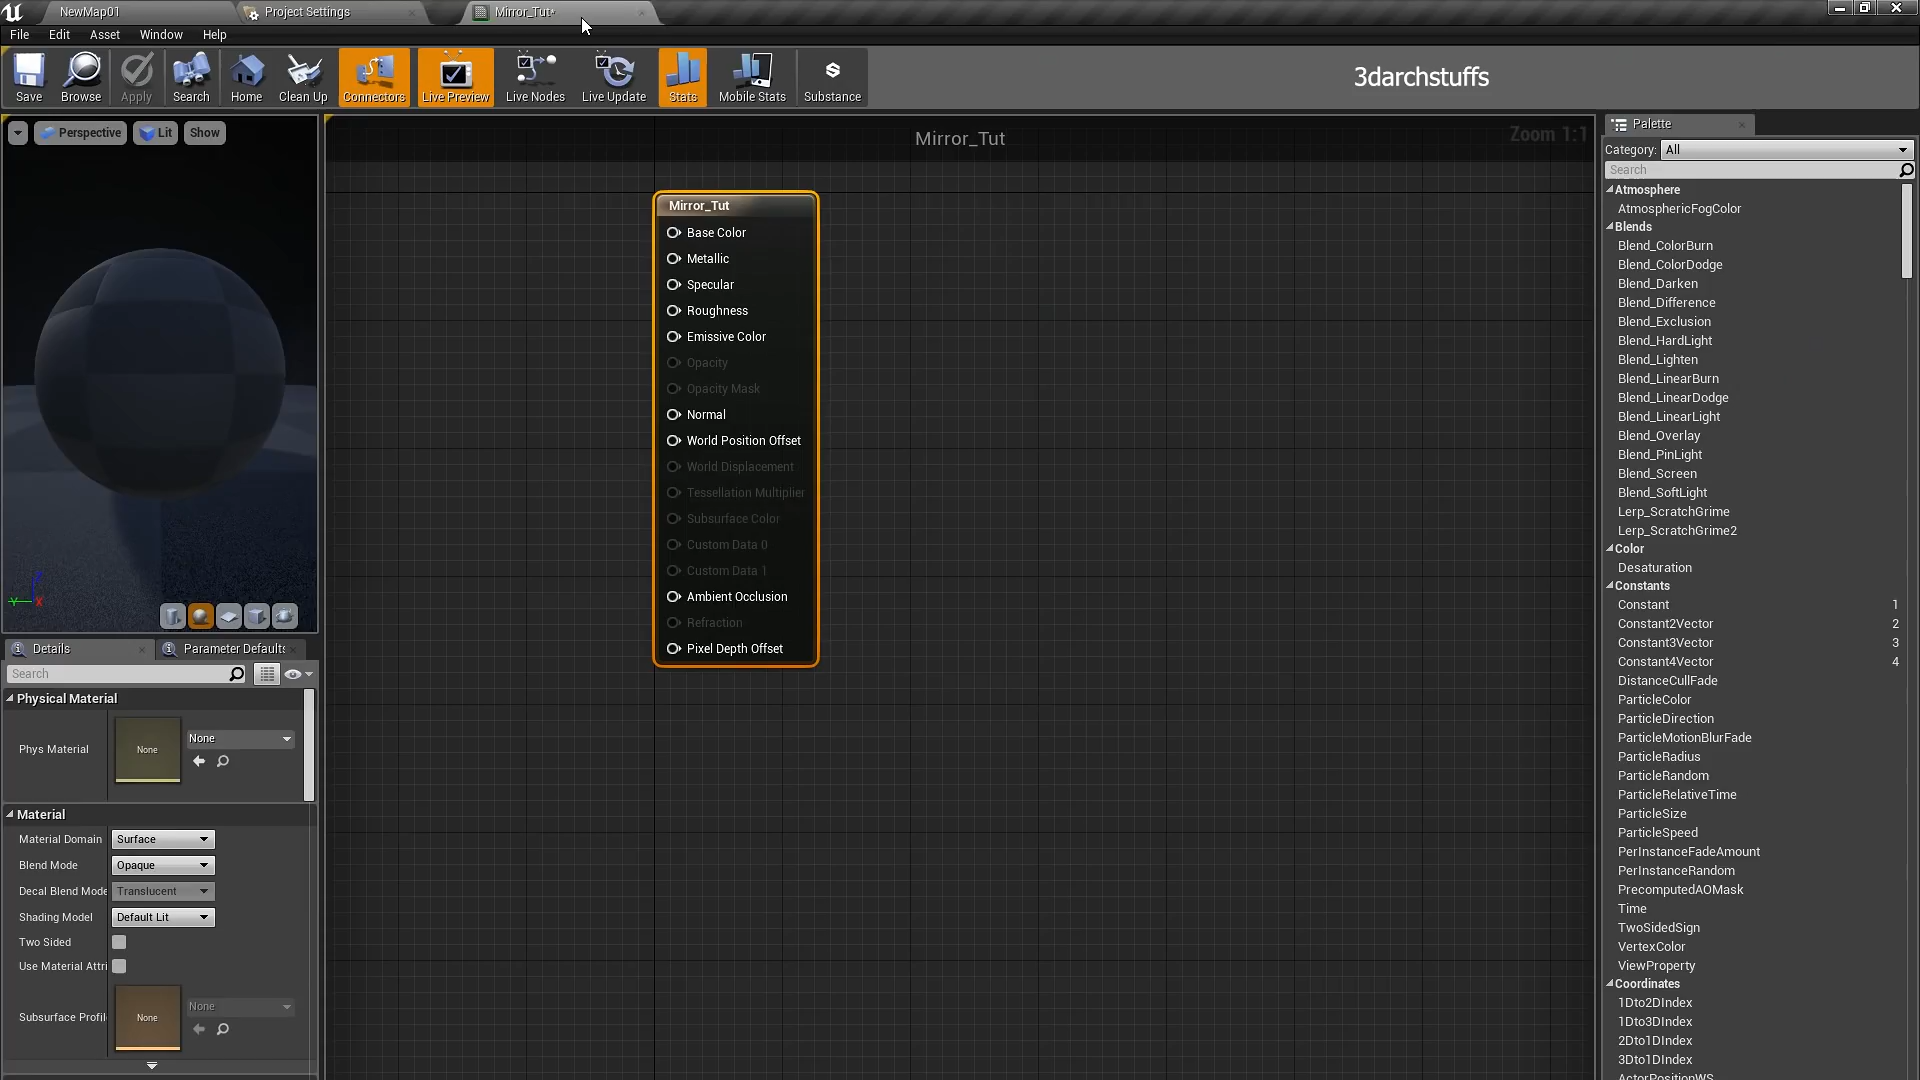 NewMap01
Project Settings
Mirror_Tut*
File Edit Asset Window Help
Save Browse Apply Search Home Clean Up Connectors Live Preview Live Nodes Live Update Stats Mobile Stats Substance
3darchstuffs
Perspective Lit Show
Mirror_Tut
Zoom 1:1
Mirror_Tut
Base Color
Metallic
Specular
Roughness
Emissive Color
Opacity
Opacity Mask
Normal
World Position Offset
World Displacement
Tessellation Multiplier
Subsurface Color
Custom Data 0
Custom Data 1
Ambient Occlusion
Refraction
Pixel Depth Offset
Details
Parameter Defaults
Search
Physical Material
Phys Material
None
None
Material
Material Domain Surface
Blend Mode Opaque
Decal Blend Mode Translucent
Shading Model Default Lit
Two Sided
Use Material Attri
Subsurface Profil
None
None
Palette
Category: All
Search
Atmosphere
AtmosphericFogColor
Blends
Blend_ColorBurn
Blend_ColorDodge
Blend_Darken
Blend_Difference
Blend_Exclusion
Blend_HardLight
Blend_Lighten
Blend_LinearBurn
Blend_LinearDodge
Blend_LinearLight
Blend_Overlay
Blend_PinLight
Blend_Screen
Blend_SoftLight
Lerp_ScratchGrime
Lerp_ScratchGrime2
Color
Desaturation
Constants
Constant 1
Constant2Vector 2
Constant3Vector 3
Constant4Vector 4
DistanceCullFade
ParticleColor
ParticleDirection
ParticleMotionBlurFade
ParticleRadius
ParticleRandom
ParticleRelativeTime
ParticleSize
ParticleSpeed
PerInstanceFadeAmount
PerInstanceRandom
PrecomputedAOMask
Time
TwoSidedSign
VertexColor
ViewProperty
Coordinates
1Dto2DIndex
1Dto3DIndex
2Dto1DIndex
3Dto1DIndex
ActorPositionWS